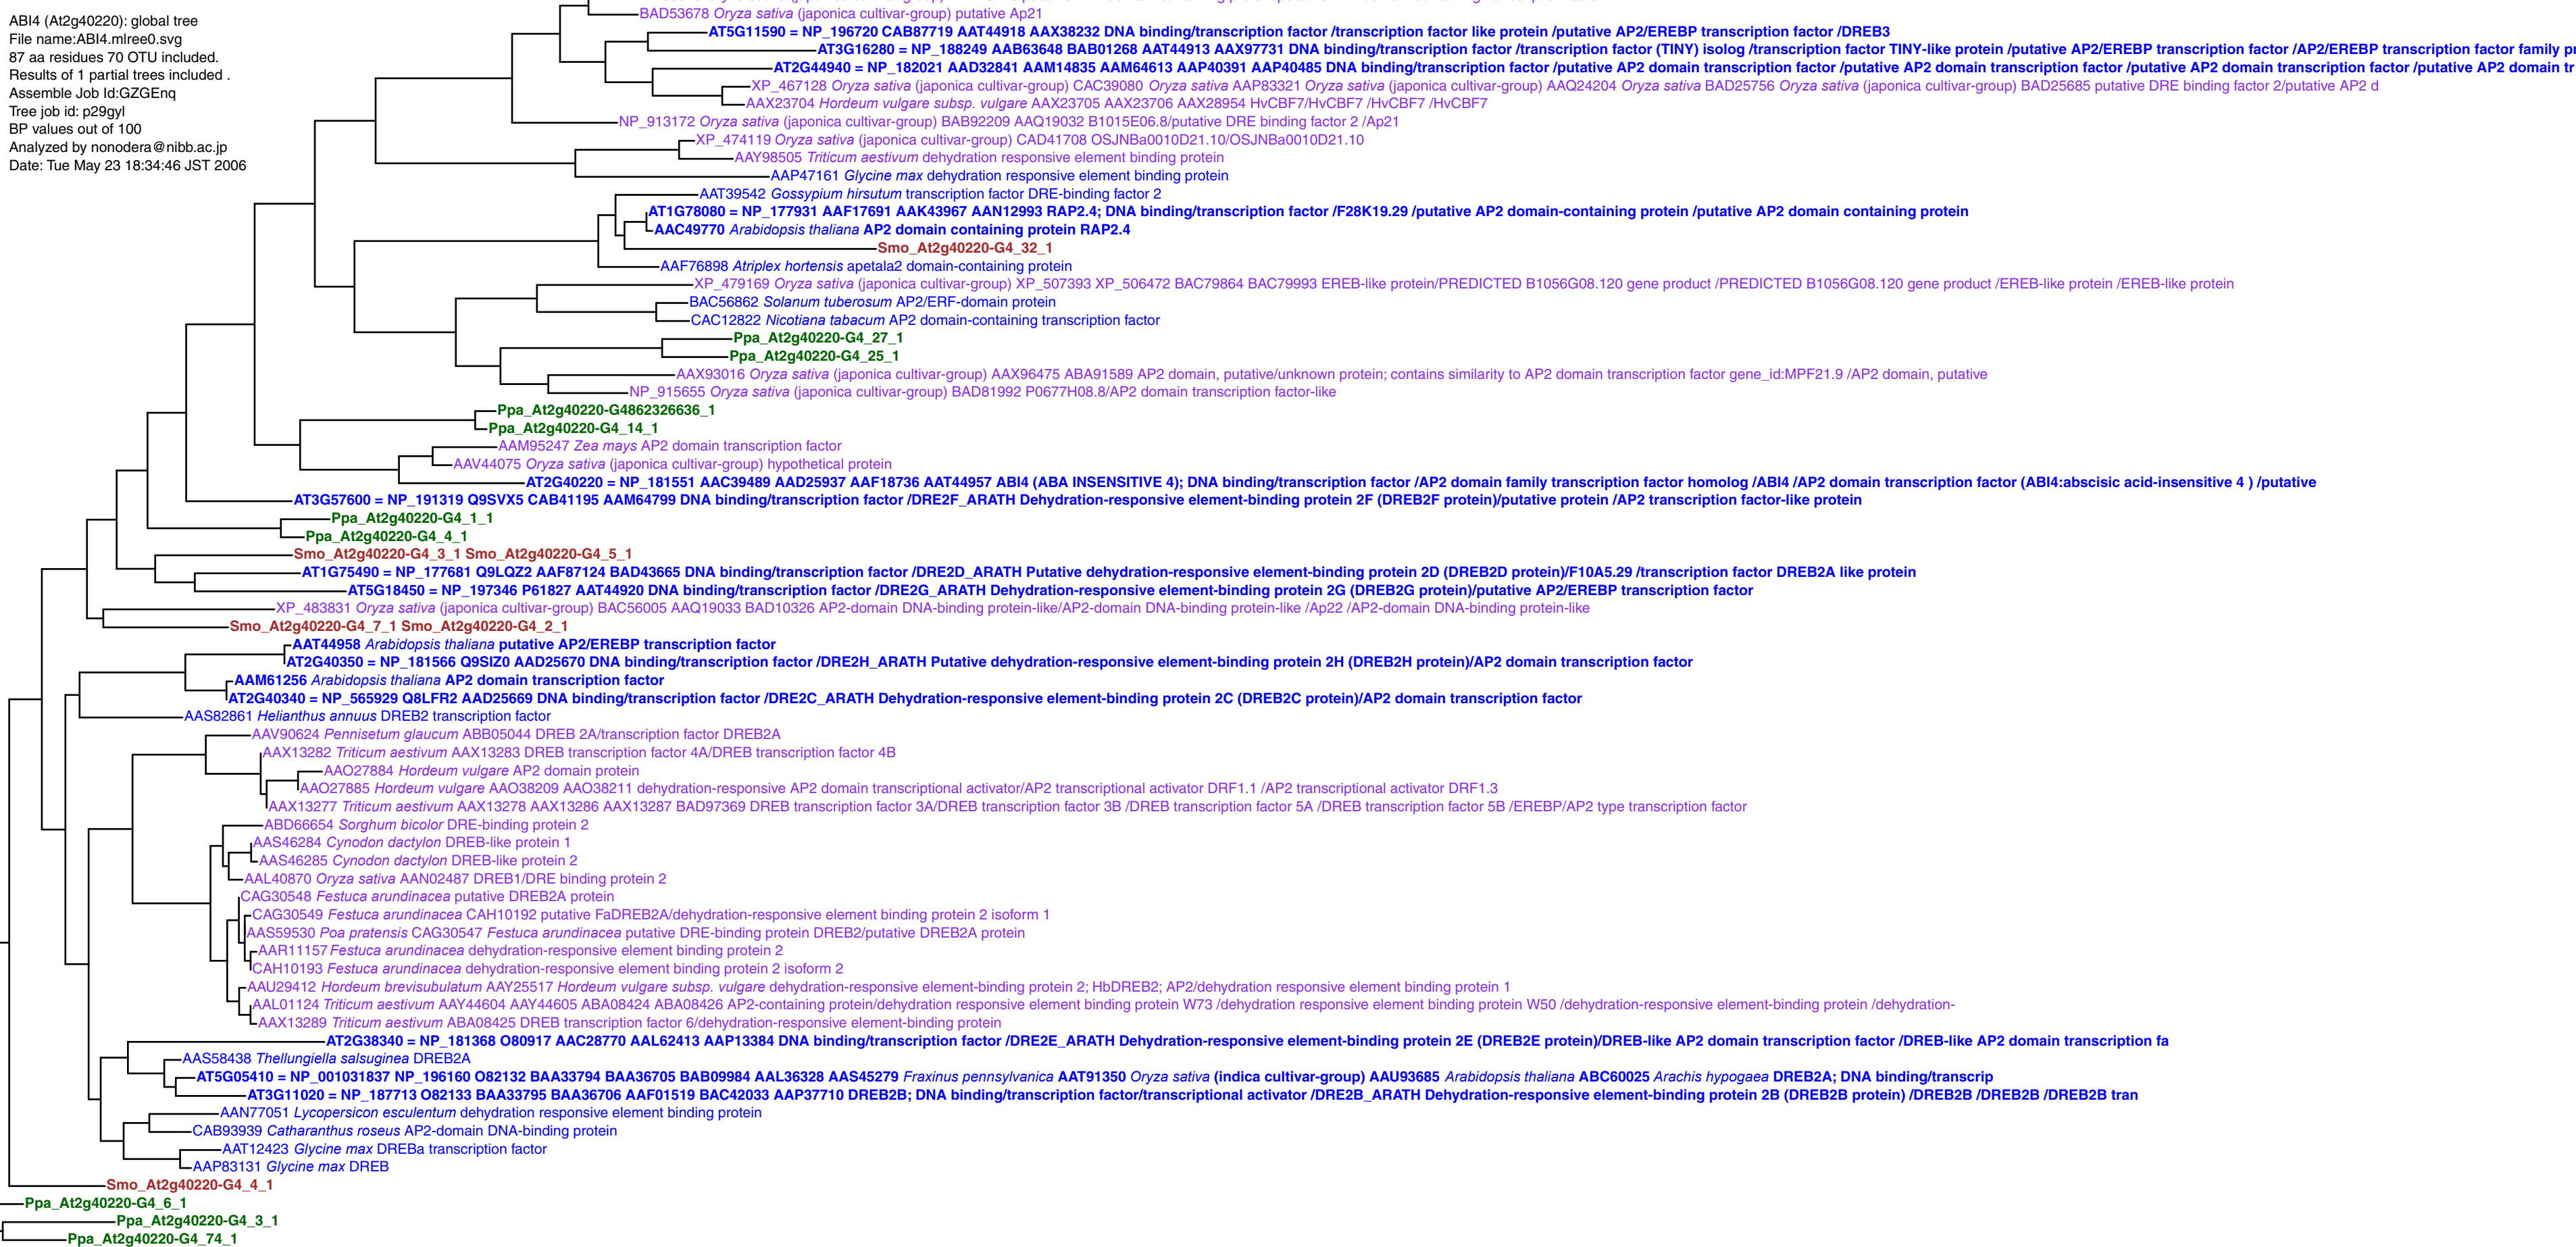 ABI4 (At2g40220): global tree
File name:ABI4.mlree0.svg
87 aa residues 70 OTU included.
Results of 1 partial trees included .
Assemble Job Id:GZGEnq
Tree job id: p29gyl
BP values out of 100
Analyzed by nonodera@nibb.ac.jp
Date: Tue May 23 18:34:46 JST 2006
BAD53678 Oryza sativa (japonica cultivar-group) putative Ap21
AT5G11590 = NP_196720 CAB87719 AAT44918 AAX38232 DNA binding/transcription factor /transcription factor like protein /putative AP2/EREBP transcription factor /DREB3
AT3G16280 = NP_188249 AAB63648 BAB01268 AAT44913 AAX97731 DNA binding/transcription factor /transcription factor (TINY) isolog /transcription factor TINY-like protein /putative AP2/EREBP transcription factor /AP2/EREBP transcription factor family pr
AT2G44940 = NP_182021 AAD32841 AAM14835 AAM64613 AAP40391 AAP40485 DNA binding/transcription factor /putative AP2 domain transcription factor /putative AP2 domain transcription factor /putative AP2 domain transcription factor /putative AP2 domain tr
XP_467128 Oryza sativa (japonica cultivar-group) CAC39080 Oryza sativa AAP83321 Oryza sativa (japonica cultivar-group) AAQ24204 Oryza sativa BAD25756 Oryza sativa (japonica cultivar-group) BAD25685 putative DRE binding factor 2/putative AP2 d
AAX23704 Hordeum vulgare subsp. vulgare AAX23705 AAX23706 AAX28954 HvCBF7/HvCBF7 /HvCBF7 /HvCBF7
NP_913172 Oryza sativa (japonica cultivar-group) BAB92209 AAQ19032 B1015E06.8/putative DRE binding factor 2 /Ap21
XP_474119 Oryza sativa (japonica cultivar-group) CAD41708 OSJNBa0010D21.10/OSJNBa0010D21.10
AAY98505 Triticum aestivum dehydration responsive element binding protein
AAP47161 Glycine max dehydration responsive element binding protein
AAT39542 Gossypium hirsutum transcription factor DRE-binding factor 2
AT1G78080 = NP_177931 AAF17691 AAK43967 AAN12993 RAP2.4; DNA binding/transcription factor /F28K19.29 /putative AP2 domain-containing protein /putative AP2 domain containing protein
AAC49770 Arabidopsis thaliana AP2 domain containing protein RAP2.4
Smo_At2g40220-G4_32_1
AAF76898 Atriplex hortensis apetala2 domain-containing protein
XP_479169 Oryza sativa (japonica cultivar-group) XP_507393 XP_506472 BAC79864 BAC79993 EREB-like protein/PREDICTED B1056G08.120 gene product /PREDICTED B1056G08.120 gene product /EREB-like protein /EREB-like protein
BAC56862 Solanum tuberosum AP2/ERF-domain protein
CAC12822 Nicotiana tabacum AP2 domain-containing transcription factor
Ppa_At2g40220-G4_27_1
Ppa_At2g40220-G4_25_1
AAX93016 Oryza sativa (japonica cultivar-group) AAX96475 ABA91589 AP2 domain, putative/unknown protein; contains similarity to AP2 domain transcription factor gene_id:MPF21.9 /AP2 domain, putative
NP_915655 Oryza sativa (japonica cultivar-group) BAD81992 P0677H08.8/AP2 domain transcription factor-like
Ppa_At2g40220-G4862326636_1
Ppa_At2g40220-G4_14_1
AAM95247 Zea mays AP2 domain transcription factor
AAV44075 Oryza sativa (japonica cultivar-group) hypothetical protein
AT2G40220 = NP_181551 AAC39489 AAD25937 AAF18736 AAT44957 ABI4 (ABA INSENSITIVE 4); DNA binding/transcription factor /AP2 domain family transcription factor homolog /ABI4 /AP2 domain transcription factor (ABI4:abscisic acid-insensitive 4 ) /putative
AT3G57600 = NP_191319 Q9SVX5 CAB41195 AAM64799 DNA binding/transcription factor /DRE2F_ARATH Dehydration-responsive element-binding protein 2F (DREB2F protein)/putative protein /AP2 transcription factor-like protein
Ppa_At2g40220-G4_1_1
Ppa_At2g40220-G4_4_1
Smo_At2g40220-G4_3_1 Smo_At2g40220-G4_5_1
AT1G75490 = NP_177681 Q9LQZ2 AAF87124 BAD43665 DNA binding/transcription factor /DRE2D_ARATH Putative dehydration-responsive element-binding protein 2D (DREB2D protein)/F10A5.29 /transcription factor DREB2A like protein
AT5G18450 = NP_197346 P61827 AAT44920 DNA binding/transcription factor /DRE2G_ARATH Dehydration-responsive element-binding protein 2G (DREB2G protein)/putative AP2/EREBP transcription factor
XP_483831 Oryza sativa (japonica cultivar-group) BAC56005 AAQ19033 BAD10326 AP2-domain DNA-binding protein-like/AP2-domain DNA-binding protein-like /Ap22 /AP2-domain DNA-binding protein-like
Smo_At2g40220-G4_7_1 Smo_At2g40220-G4_2_1
AAT44958 Arabidopsis thaliana putative AP2/EREBP transcription factor
AT2G40350 = NP_181566 Q9SIZ0 AAD25670 DNA binding/transcription factor /DRE2H_ARATH Putative dehydration-responsive element-binding protein 2H (DREB2H protein)/AP2 domain transcription factor
AAM61256 Arabidopsis thaliana AP2 domain transcription factor
AT2G40340 = NP_565929 Q8LFR2 AAD25669 DNA binding/transcription factor /DRE2C_ARATH Dehydration-responsive element-binding protein 2C (DREB2C protein)/AP2 domain transcription factor
AAS82861 Helianthus annuus DREB2 transcription factor
AAV90624 Pennisetum glaucum ABB05044 DREB 2A/transcription factor DREB2A
AAX13282 Triticum aestivum AAX13283 DREB transcription factor 4A/DREB transcription factor 4B
AAO27884 Hordeum vulgare AP2 domain protein
AAO27885 Hordeum vulgare AAO38209 AAO38211 dehydration-responsive AP2 domain transcriptional activator/AP2 transcriptional activator DRF1.1 /AP2 transcriptional activator DRF1.3
AAX13277 Triticum aestivum AAX13278 AAX13286 AAX13287 BAD97369 DREB transcription factor 3A/DREB transcription factor 3B /DREB transcription factor 5A /DREB transcription factor 5B /EREBP/AP2 type transcription factor
ABD66654 Sorghum bicolor DRE-binding protein 2
AAS46284 Cynodon dactylon DREB-like protein 1
AAS46285 Cynodon dactylon DREB-like protein 2
AAL40870 Oryza sativa AAN02487 DREB1/DRE binding protein 2
CAG30548 Festuca arundinacea putative DREB2A protein
CAG30549 Festuca arundinacea CAH10192 putative FaDREB2A/dehydration-responsive element binding protein 2 isoform 1
AAS59530 Poa pratensis CAG30547 Festuca arundinacea putative DRE-binding protein DREB2/putative DREB2A protein
AAR11157 Festuca arundinacea dehydration-responsive element binding protein 2
CAH10193 Festuca arundinacea dehydration-responsive element binding protein 2 isoform 2
AAU29412 Hordeum brevisubulatum AAY25517 Hordeum vulgare subsp. vulgare dehydration-responsive element-binding protein 2; HbDREB2; AP2/dehydration responsive element binding protein 1
AAL01124 Triticum aestivum AAY44604 AAY44605 ABA08424 ABA08426 AP2-containing protein/dehydration responsive element binding protein W73 /dehydration responsive element binding protein W50 /dehydration-responsive element-binding protein /dehydration-
AAX13289 Triticum aestivum ABA08425 DREB transcription factor 6/dehydration-responsive element-binding protein
AT2G38340 = NP_181368 O80917 AAC28770 AAL62413 AAP13384 DNA binding/transcription factor /DRE2E_ARATH Dehydration-responsive element-binding protein 2E (DREB2E protein)/DREB-like AP2 domain transcription factor /DREB-like AP2 domain transcription fa
AAS58438 Thellungiella salsuginea DREB2A
AT5G05410 = NP_001031837 NP_196160 O82132 BAA33794 BAA36705 BAB09984 AAL36328 AAS45279 Fraxinus pennsylvanica AAT91350 Oryza sativa (indica cultivar-group) AAU93685 Arabidopsis thaliana ABC60025 Arachis hypogaea DREB2A; DNA binding/transcrip
AT3G11020 = NP_187713 O82133 BAA33795 BAA36706 AAF01519 BAC42033 AAP37710 DREB2B; DNA binding/transcription factor/transcriptional activator /DRE2B_ARATH Dehydration-responsive element-binding protein 2B (DREB2B protein) /DREB2B /DREB2B /DREB2B tran
AAN77051 Lycopersicon esculentum dehydration responsive element binding protein
CAB93939 Catharanthus roseus AP2-domain DNA-binding protein
AAT12423 Glycine max DREBa transcription factor
AAP83131 Glycine max DREB
Smo_At2g40220-G4_4_1
Ppa_At2g40220-G4_6_1
Ppa_At2g40220-G4_3_1
Ppa_At2g40220-G4_74_1